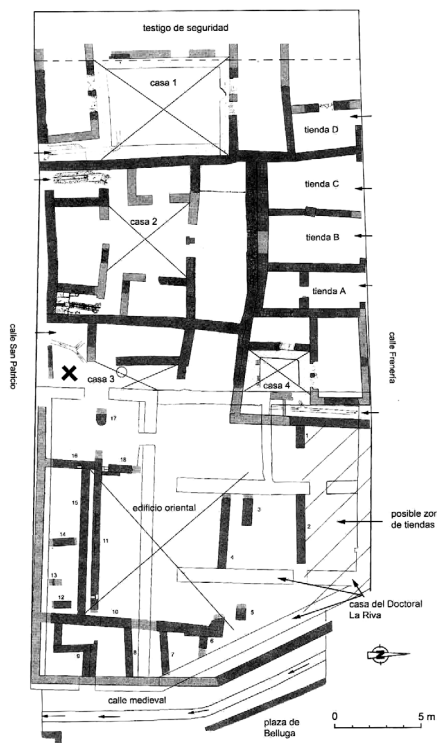 testigo de seguridad
casa 1
tienda D
tienda C
casa 2
tienda B
tienda A
calle San Patricio
calle Frenería
casa 3
casa 4
17
1
16
18
posible zor
de tiendas
edificio oriental
15
3
14
11
2
4
13
casa del Doctoral
La Riva
12
10
5
6
9
8
7
N
calle medieval
plaza de
Belluga
0
5 m